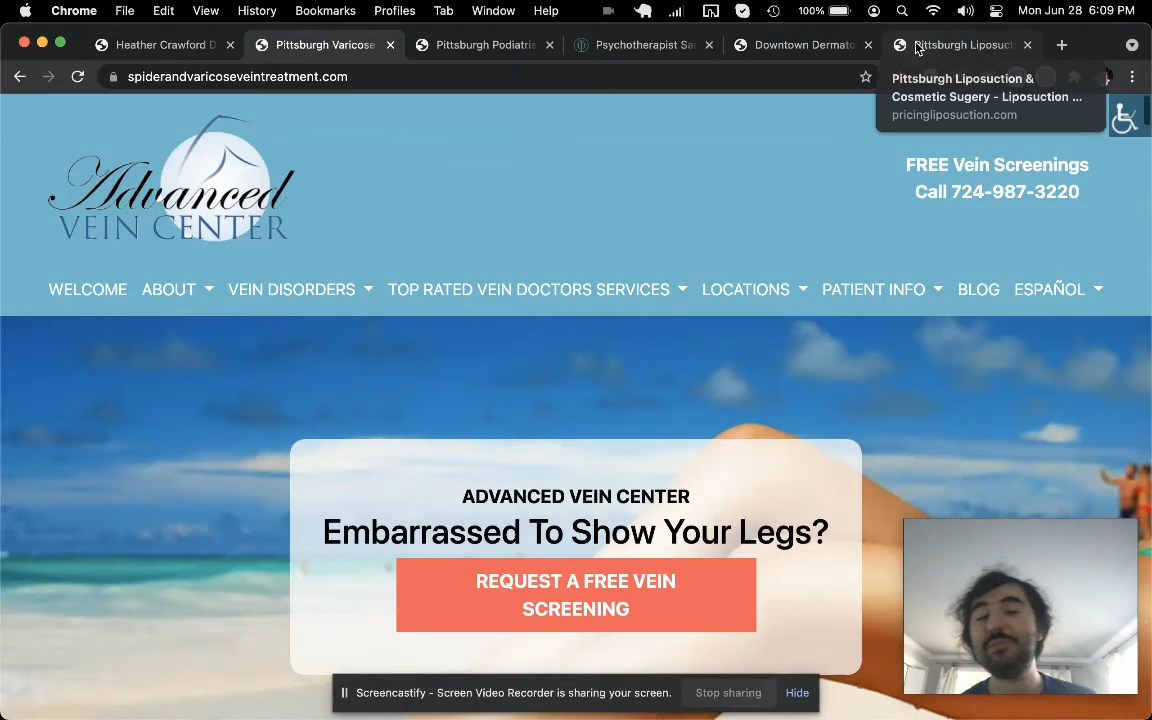 Chrome File Edit View History Bookmarks Profiles Tab Window Help 100% Mon Jun 28 6:09 PM
Heather Crawford D Pittsburgh Varicose Pittsburgh Podiatris Psychotherapist Sa Downtown Dermato Pittsburgh Liposuct
spiderandvaricoseveintreatment.com
Pittsburgh Liposuction &
Cosmetic Sugery - Liposuction ...
pricingliposuction.com
Advanced
VEIN CENTER
FREE Vein Screenings
Call 724-987-3220
WELCOME ABOUT VEIN DISORDERS TOP RATED VEIN DOCTORS SERVICES LOCATIONS PATIENT INFO BLOG ESPAÑOL
ADVANCED VEIN CENTER
Embarrassed To Show Your Legs?
REQUEST A FREE VEIN
SCREENING
Screencastify - Screen Video Recorder is sharing your screen. Stop sharing Hide